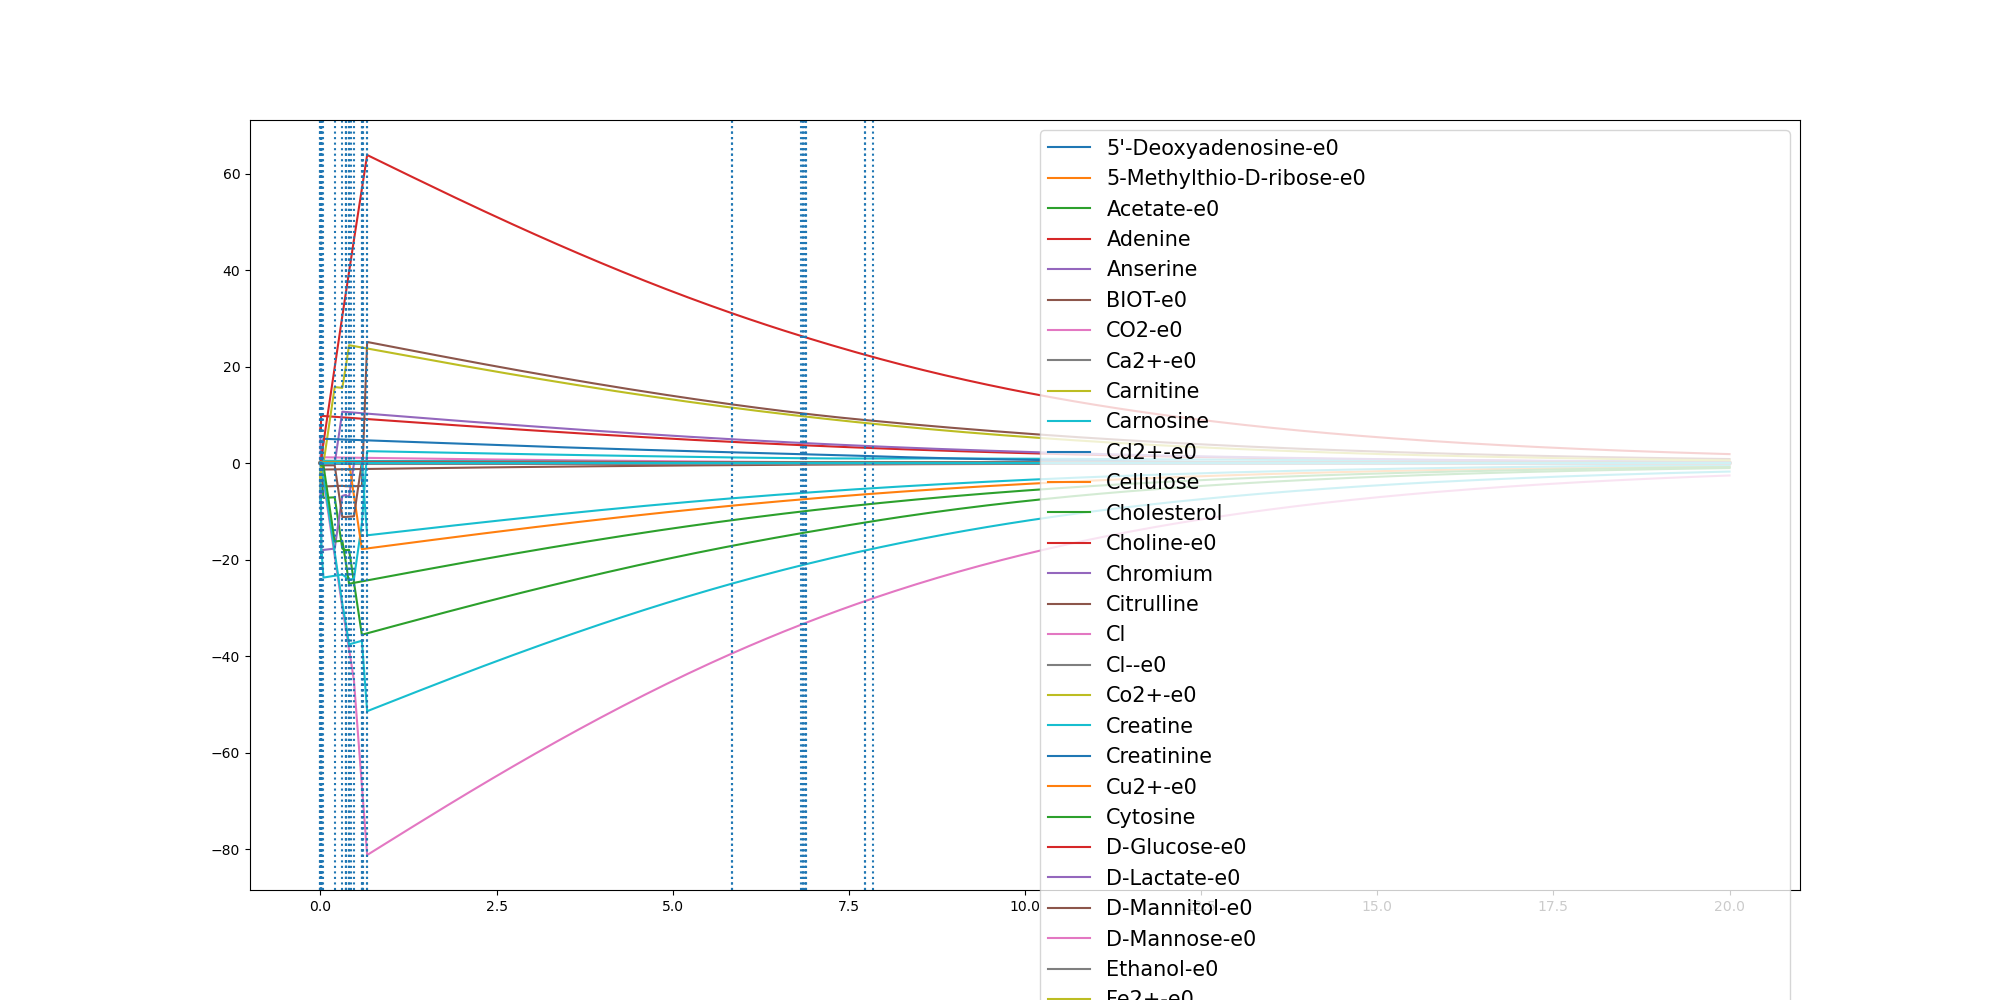 60
40
20
0
−20
−40
−60
−80
0.0
2.5
5.0
7.5
10.0
15.0
17.5
20.0
5'-Deoxyadenosine-e0
5-Methylthio-D-ribose-e0
Acetate-e0
Adenine
Anserine
BIOT-e0
CO2-e0
Ca2+-e0
Carnitine
Carnosine
Cd2+-e0
Cellulose
Cholesterol
Choline-e0
Chromium
Citrulline
Cl
Cl--e0
Co2+-e0
Creatine
Creatinine
Cu2+-e0
Cytosine
D-Glucose-e0
D-Lactate-e0
D-Mannitol-e0
D-Mannose-e0
Ethanol-e0
Fe2+-e0